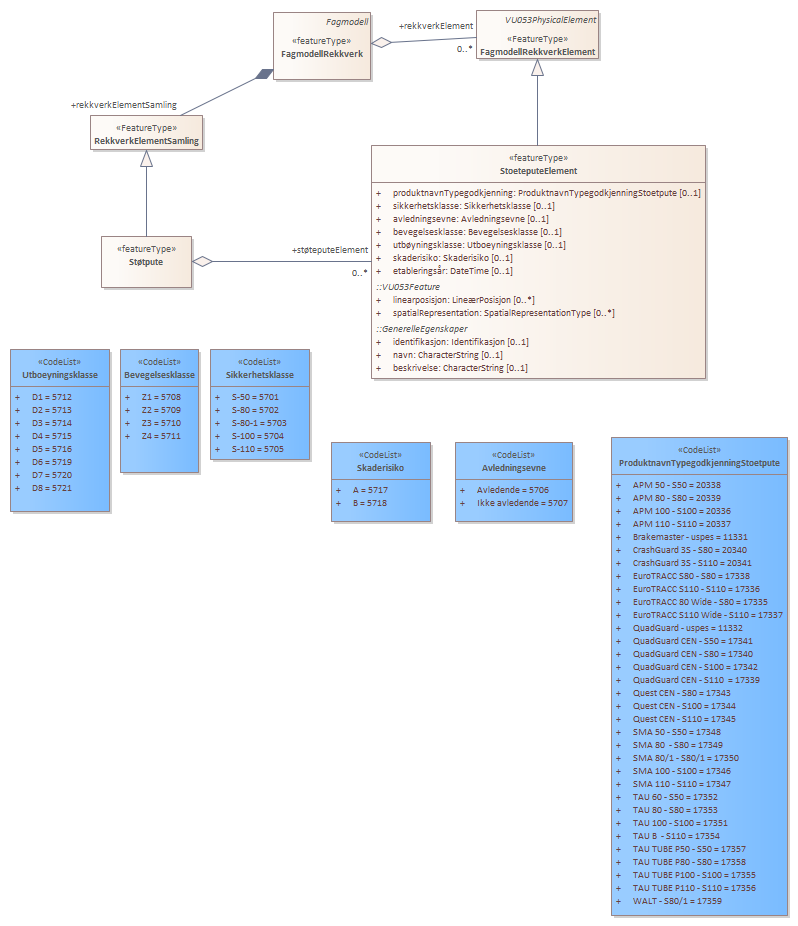 Fagmodell
«featureType»
FagmodellRekkverk
+rekkverkElement
0..*
VU053PhysicalElement
«FeatureType»
FagmodellRekkverkElement
+rekkverkElementSamling
«FeatureType»
RekkverkElementSamling
«featureType»
Støtpute
+støteputeElement
0..*
«featureType»
StoeteputeElement
+ produktnavnTypegodkjenning: ProduktnavnTypegodkjenningStoetpute [0..1]
+ sikkerhetsklasse: Sikkerhetsklasse [0..1]
+ avledningsevne: Avledningsevne [0..1]
+ bevegelsesklasse: Bevegelsesklasse [0..1]
+ utbøyningsklasse: Utboeyningsklasse [0..1]
+ skaderisiko: Skaderisiko [0..1]
+ etableringsår: DateTime [0..1]
::VU053Feature
+ linearposisjon: LineærPosisjon [0..*]
+ spatialRepresentation: SpatialRepresentationType [0..*]
::GenerelleEgenskaper
+ identifikasjon: Identifikasjon [0..1]
+ navn: CharacterString [0..1]
+ beskrivelse: CharacterString [0..1]
«CodeList»
Utboeyningsklasse
+ D1 = 5712
+ D2 = 5713
+ D3 = 5714
+ D4 = 5715
+ D5 = 5716
+ D6 = 5719
+ D7 = 5720
+ D8 = 5721
«CodeList»
Bevegelsesklasse
+ Z1 = 5708
+ Z2 = 5709
+ Z3 = 5710
+ Z4 = 5711
«CodeList»
Sikkerhetsklasse
+ S-50 = 5701
+ S-80 = 5702
+ S-80-1 = 5703
+ S-100 = 5704
+ S-110 = 5705
«CodeList»
Skaderisiko
+ A = 5717
+ B = 5718
«CodeList»
Avledningsevne
+ Avledende = 5706
+ Ikke avledende = 5707
«CodeList»
ProduktnavnTypegodkjenningStoetpute
+ APM 50 - S50 = 20338
+ APM 80 - S80 = 20339
+ APM 100 - S100 = 20336
+ APM 110 - S110 = 20337
+ Brakemaster - uspes = 11331
+ CrashGuard 3S - S80 = 20340
+ CrashGuard 3S - S110 = 20341
+ EuroTRACC S80 - S80 = 17338
+ EuroTRACC S110 - S110 = 17336
+ EuroTRACC 80 Wide - S80 = 17335
+ EuroTRACC S110 Wide - S110 = 17337
+ QuadGuard - uspes = 11332
+ QuadGuard CEN - S50 = 17341
+ QuadGuard CEN - S80 = 17340
+ QuadGuard CEN - S100 = 17342
+ QuadGuard CEN - S110 = 17339
+ Quest CEN - S80 = 17343
+ Quest CEN - S100 = 17344
+ Quest CEN - S110 = 17345
+ SMA 50 - S50 = 17348
+ SMA 80 - S80 = 17349
+ SMA 80/1 - S80/1 = 17350
+ SMA 100 - S100 = 17346
+ SMA 110 - S110 = 17347
+ TAU 60 - S50 = 17352
+ TAU 80 - S80 = 17353
+ TAU 100 - S100 = 17351
+ TAU B - S110 = 17354
+ TAU TUBE P50 - S50 = 17357
+ TAU TUBE P80 - S80 = 17358
+ TAU TUBE P100 - S100 = 17355
+ TAU TUBE P110 - S110 = 17356
+ WALT - S80/1 = 17359